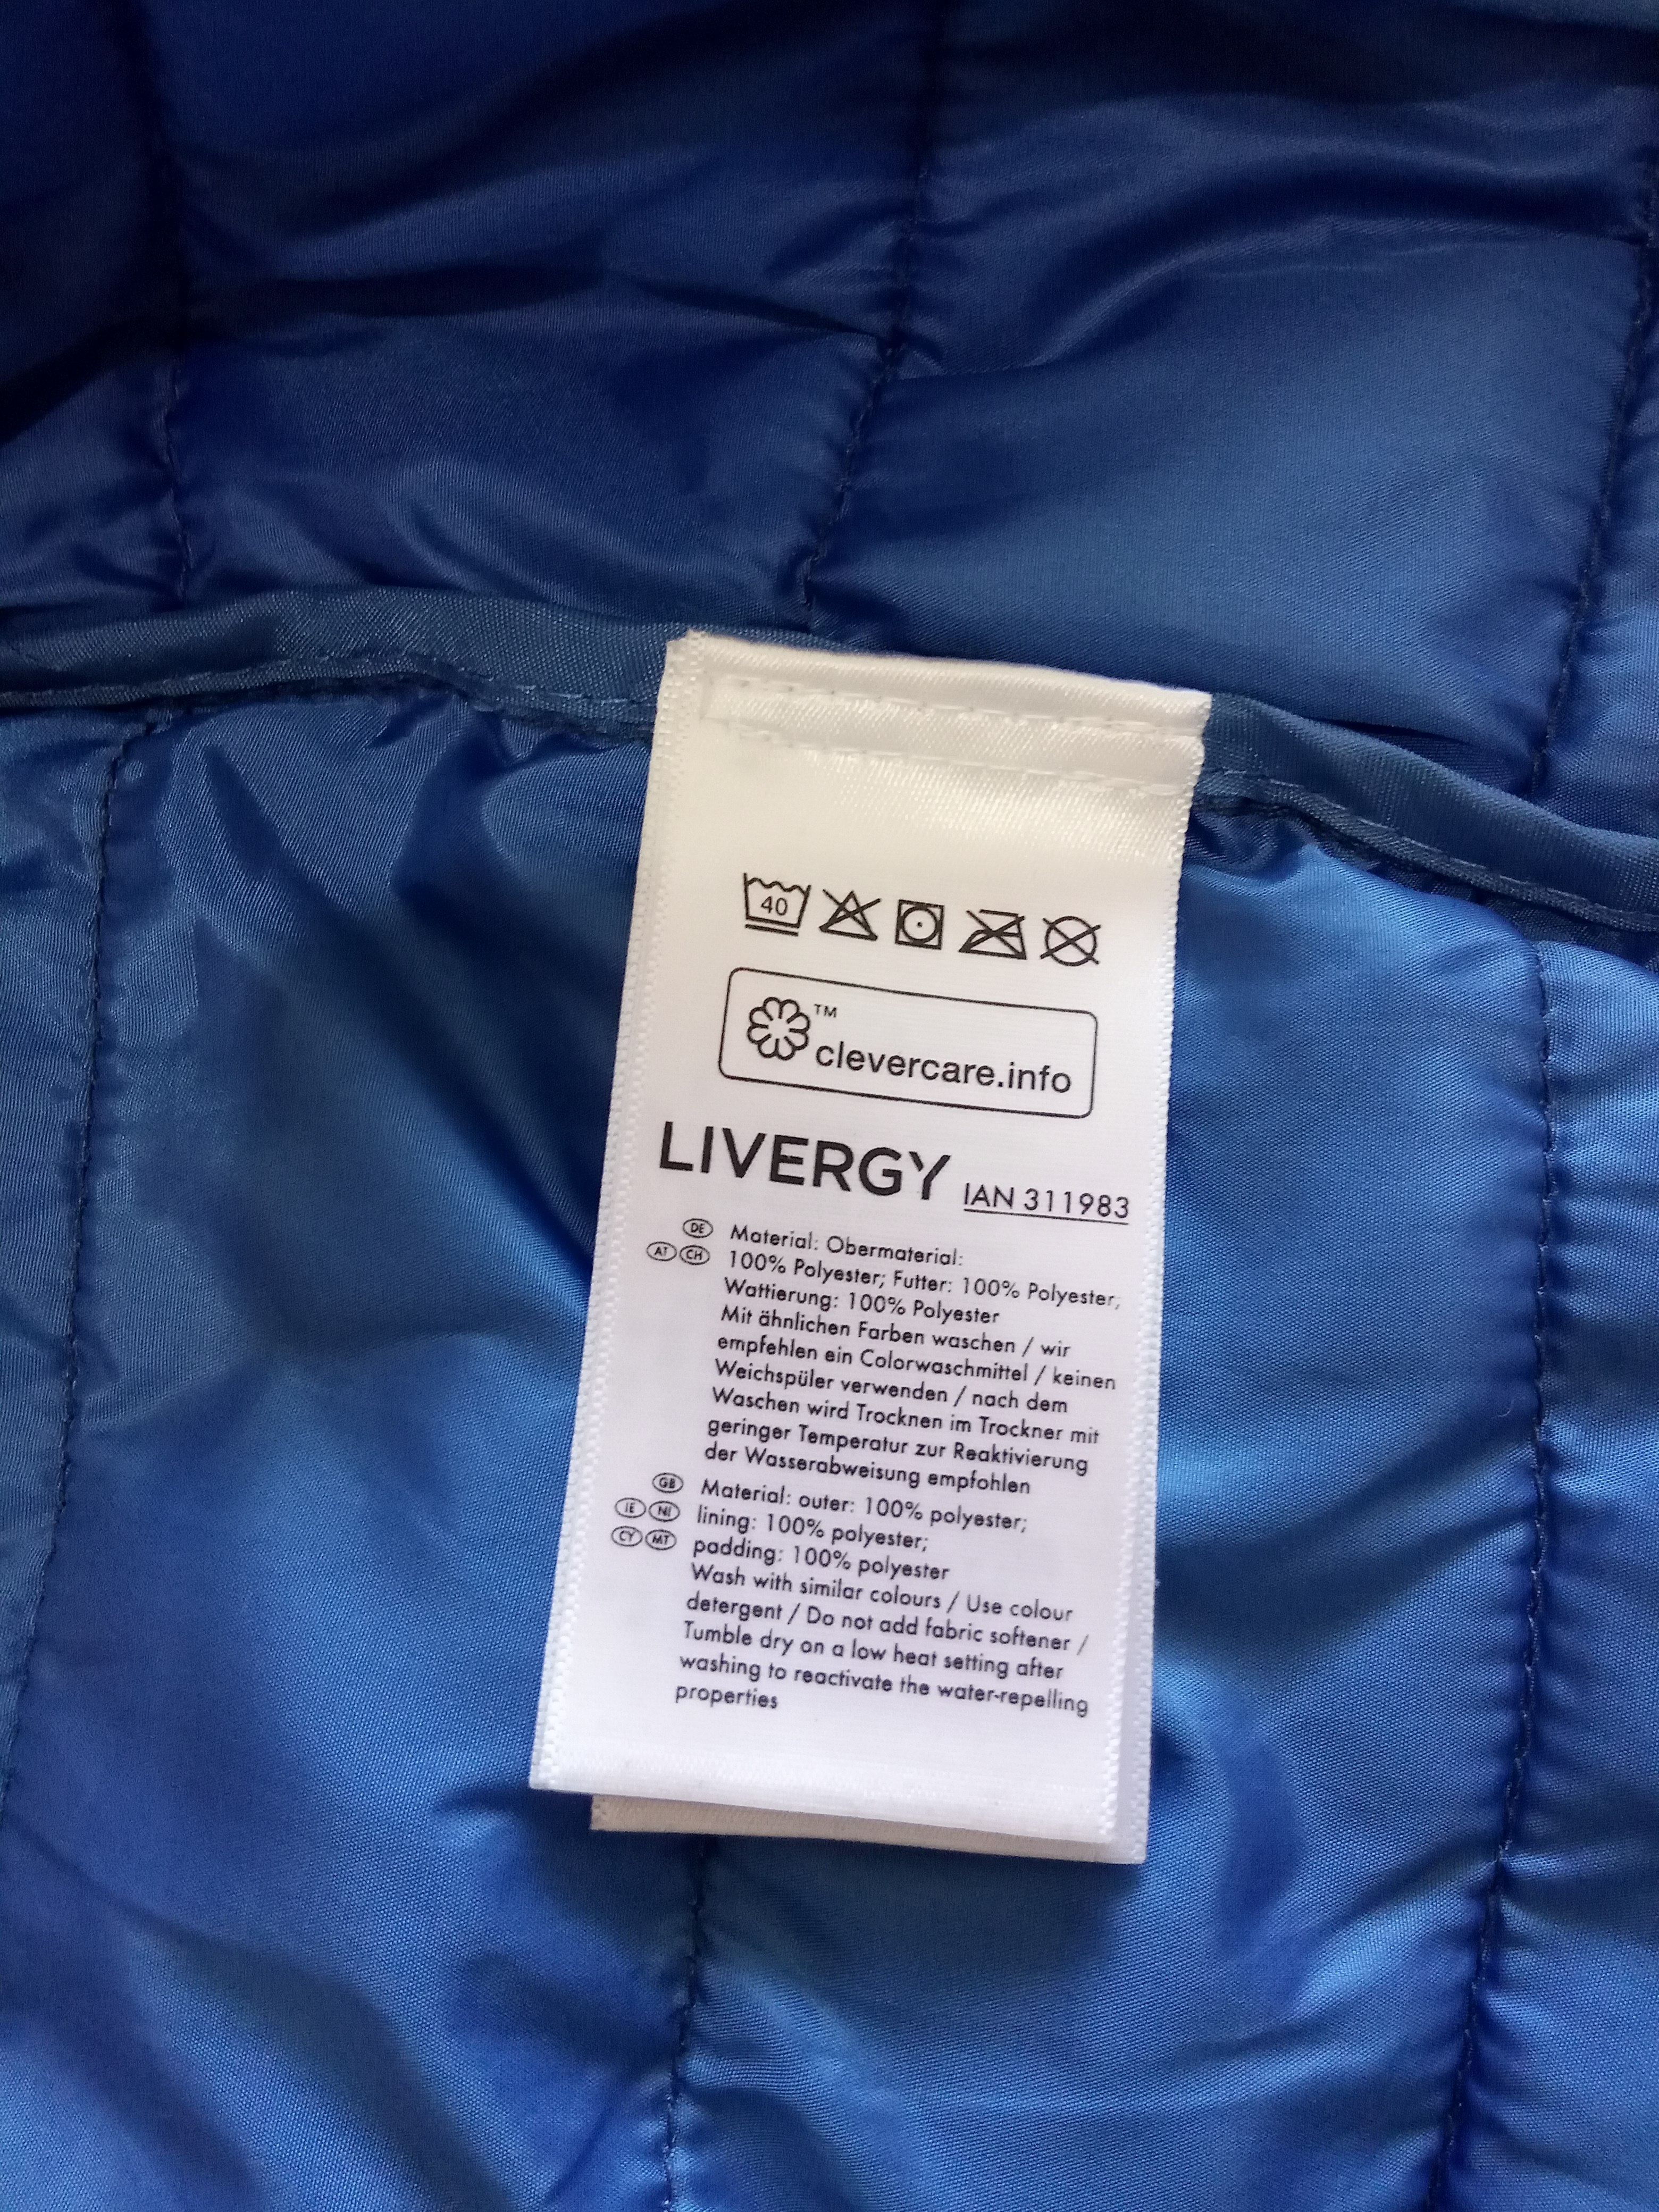 40
TM
clevercare.info
LIVERGY IAN 311983
DE Material: Obermaterial:
AT CH 100% Polyester; Futter: 100% Polyester;
Wattierung: 100% Polyester
Mit ähnlichen Farben waschen / wir
empfehlen ein Colorwaschmittel / keinen
Weichspüler verwenden / nach dem
Waschen wird Trocknen im Trockner mit
geringer Temperatur zur Reaktivierung
der Wasserabweisung empfohlen
GB Material: outer: 100% polyester;
IE NI lining: 100% polyester;
CY MT padding: 100% polyester
Wash with similar colours / Use colour
detergent / Do not add fabric softener /
Tumble dry on a low heat setting after
washing to reactivate the water-repelling
properties